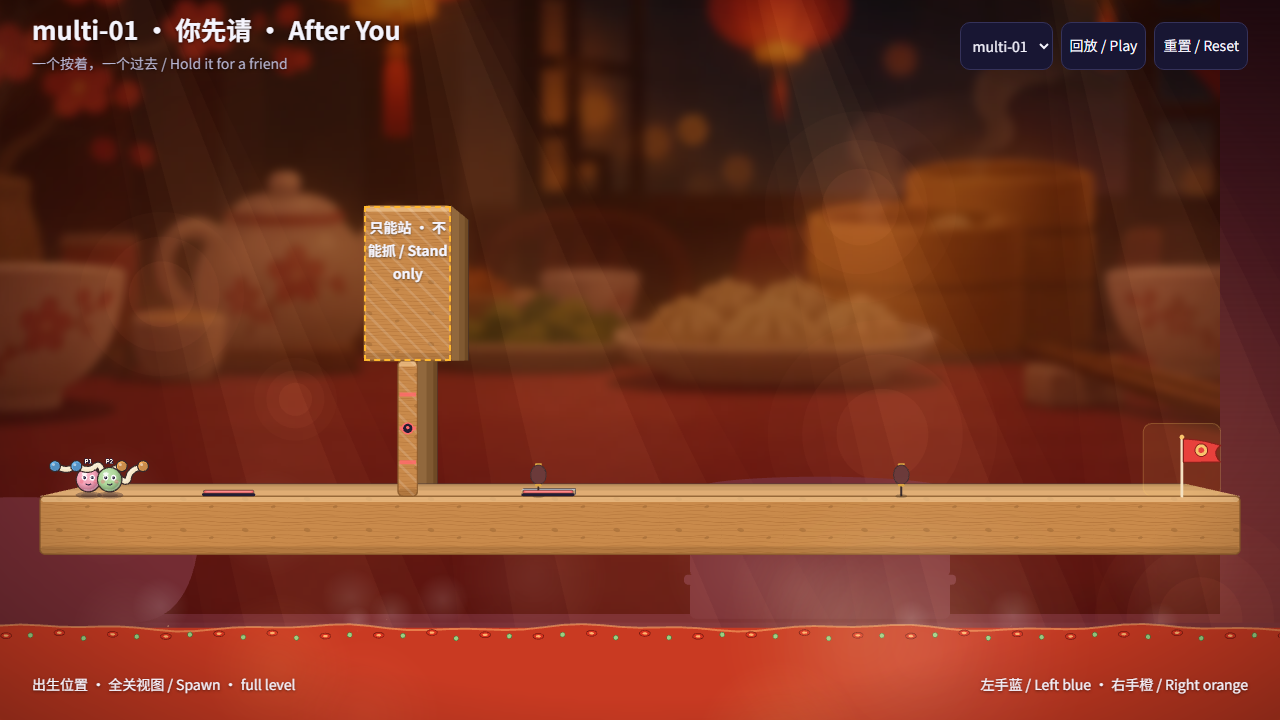 multi-01 · 你先请 · After You
一个按着，一个过去 / Hold it for a friend
multi-01
回放 / Play
重置 / Reset
只能站 · 不
能抓 / Stand
only
P1
P2
出生位置 · 全关视图 / Spawn · full level
左手蓝 / Left blue · 右手橙 / Right orange